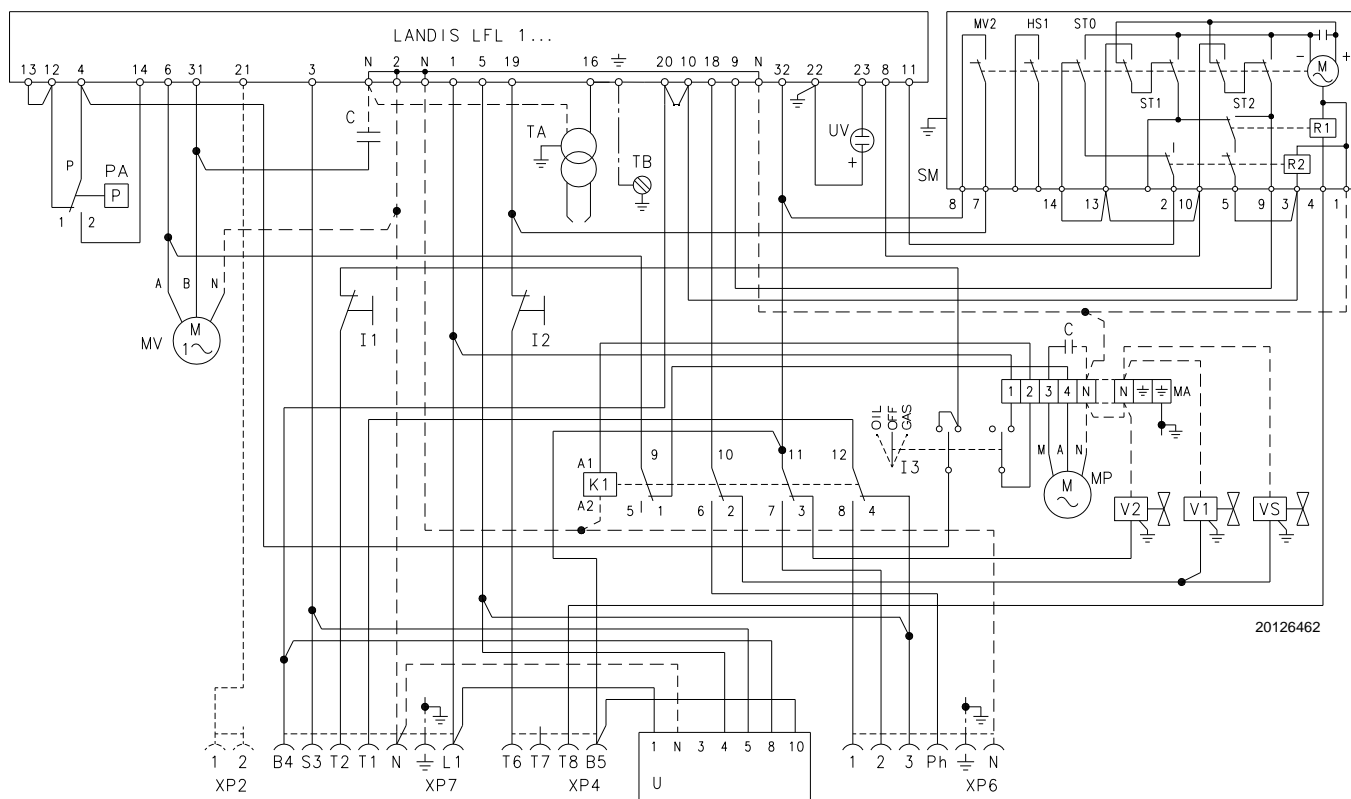 LANDIS LFL 1...
13 12 4 14 6 31 21 3 N 2 N 1 5 19 16 20 10 18 9 N 32 22 23 8 11
MV2 HS1 ST0
- M +
ST1 ST2
R1
R2
SM
8 7 14 13 2 10 5 9 3 4 1
C
TA
TB
UV
+
P PA
P
1 2
A B N
MV M
1
I1
I2
C
1 2 3 4 N N MA
OIL OFF GAS
I3
M A N
M MP
9 10 11 12
A1
K1
A2
5 1 6 2 7 3 8 4
V2 V1 VS
20126462
1 2 B4 S3 T2 T1 N L1 T6 T7 T8 B5
XP2 XP7 XP4
1 N 3 4 5 8 10
U
1 2 3 Ph N
XP6